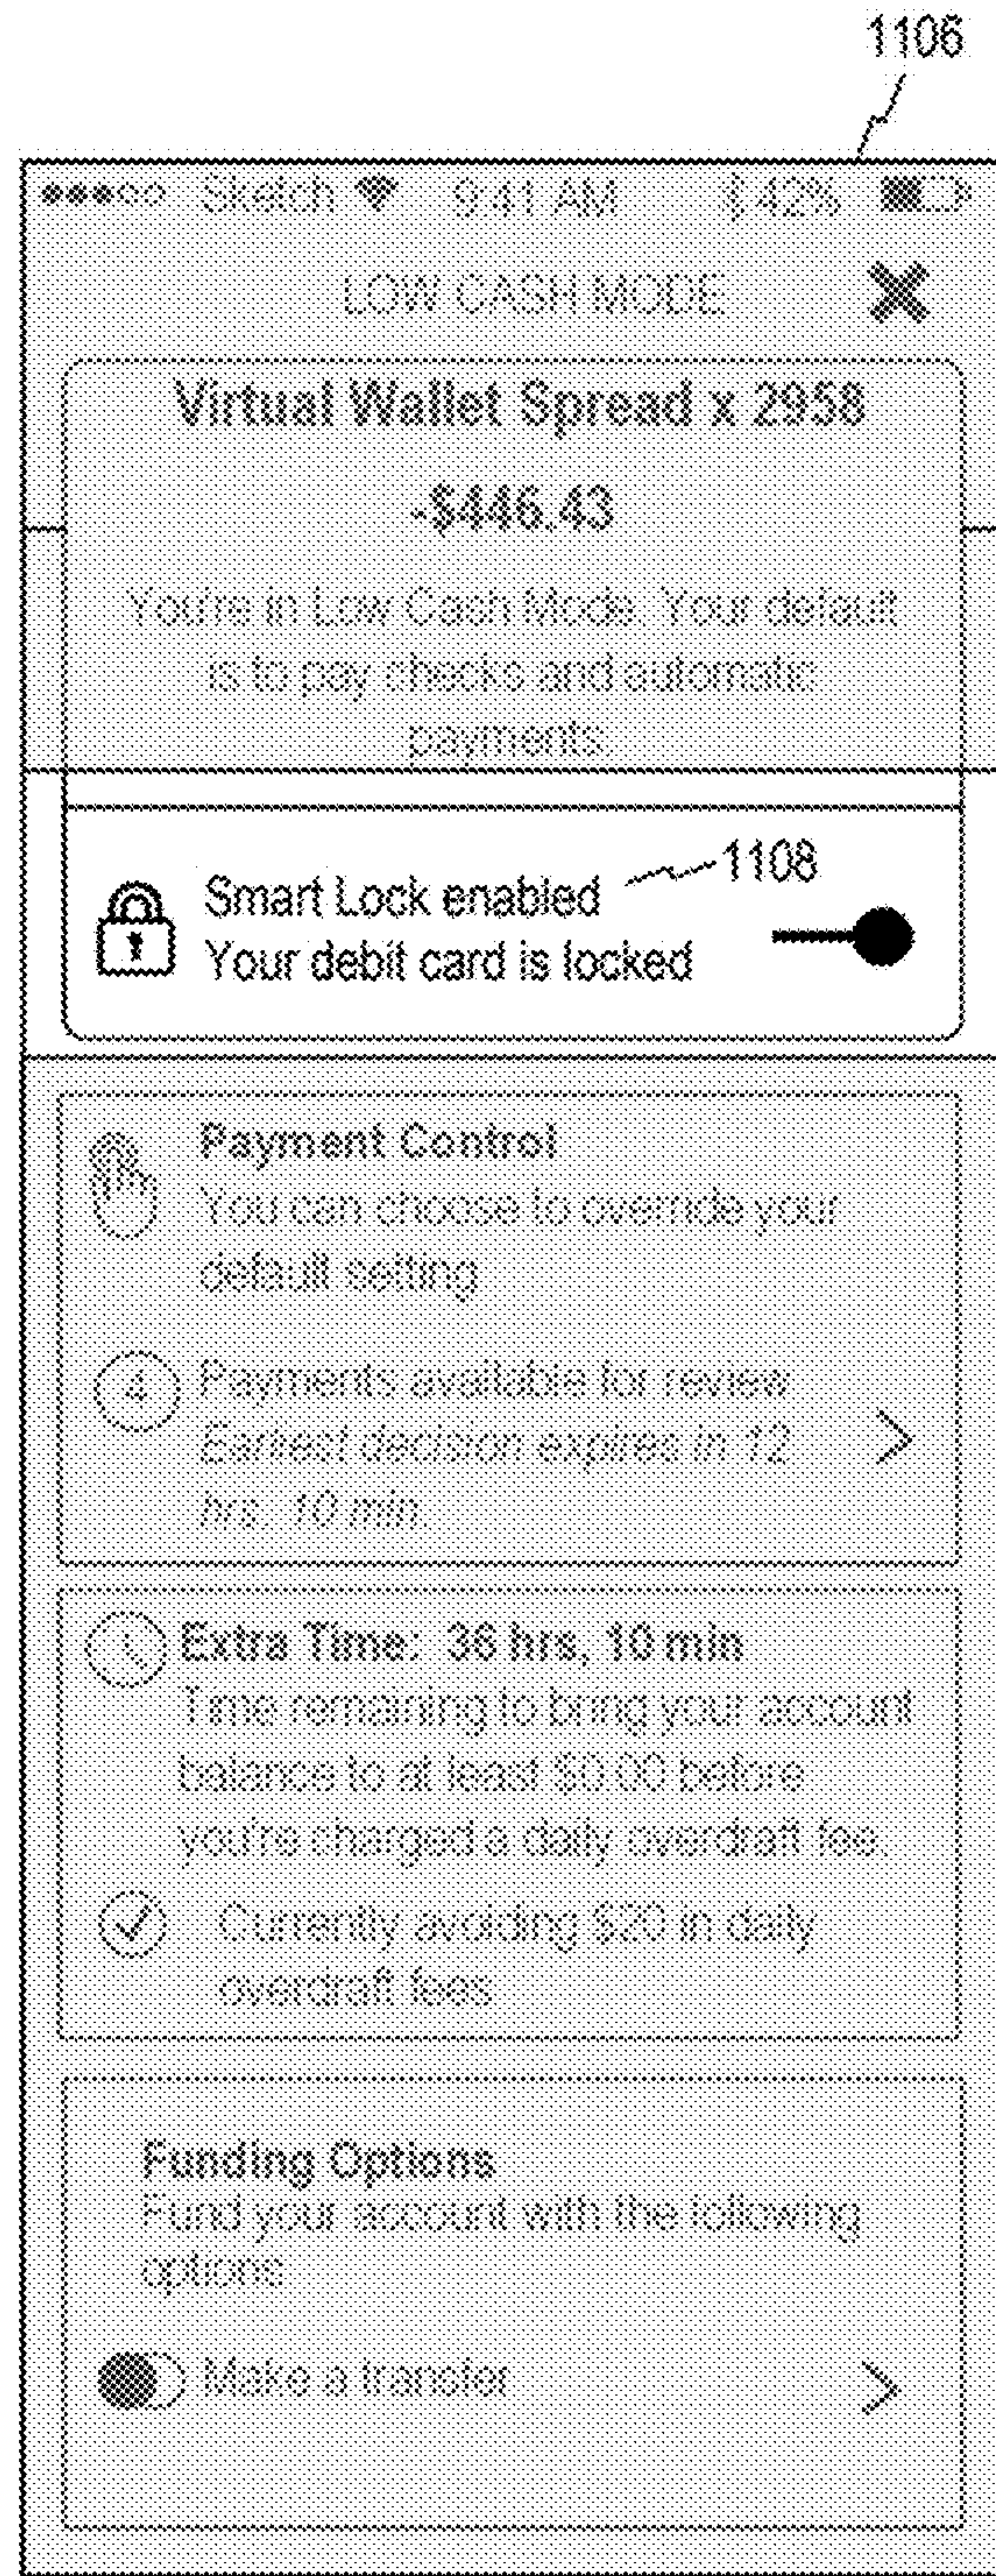 1106
Sketch 9:41 AM 42%
LOW CASH MODE
Virtual Wallet Spread x 2958
-$446.43
You're in Low Cash Mode. Your default
is to pay checks and automatic
payments.
1108
Smart Lock enabled
Your debit card is locked
Payment Control
You can choose to override your
default setting
4 Payments available for review
Earliest decision expires in 12
hrs, 10 min.
Extra Time: 36 hrs, 10 min
Time remaining to bring your account
balance to at least $0.00 before
you're charged a daily overdraft fee.
Currently avoiding $20 in daily
overdraft fees
Funding Options
Fund your account with the following
options
Make a transfer